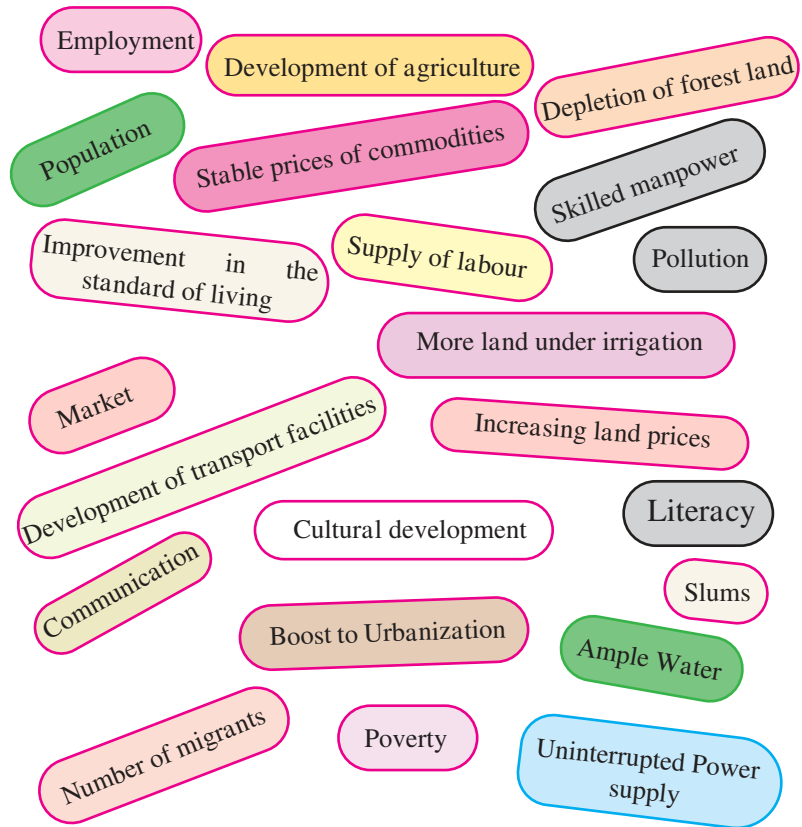 Employment
Development of agriculture
Depletion of forest land
Population
Stable prices of commodities
Skilled manpower
Improvement in the
standard of living
Supply of labour
Pollution
More land under irrigation
Market
Increasing land prices
Development of transport facilities
Literacy
Cultural development
Communication
Slums
Boost to Urbanization
Ample Water
Number of migrants
Poverty
Uninterrupted Power
supply